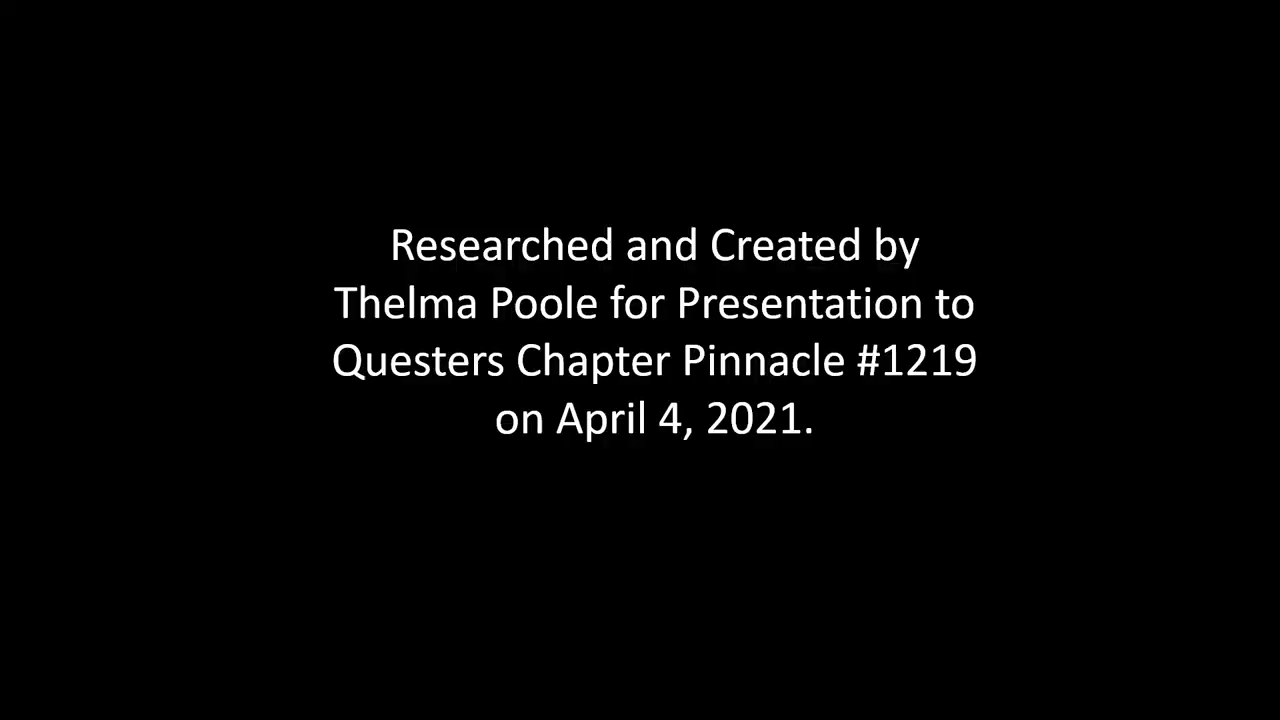 Researched and Created by
Thelma Poole for Presentation to
Questers Chapter Pinnacle #1219
on April 4, 2021.